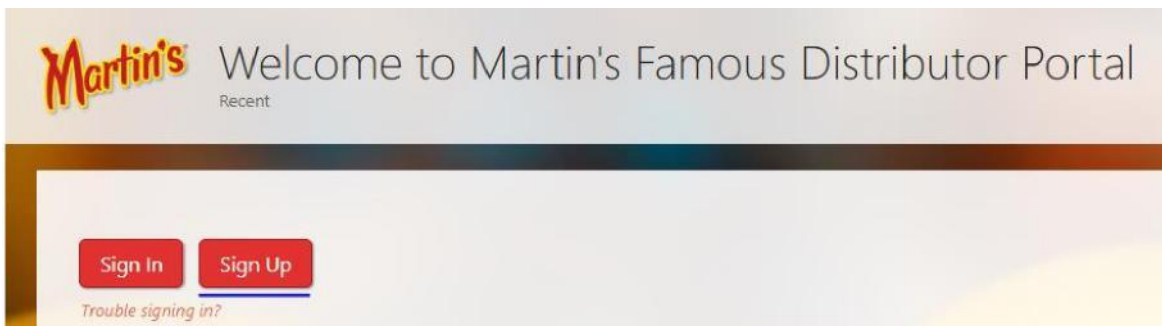 Martin's
Welcome to Martin's Famous Distributor Portal
Recent
Sign In
Sign Up
Trouble signing in?